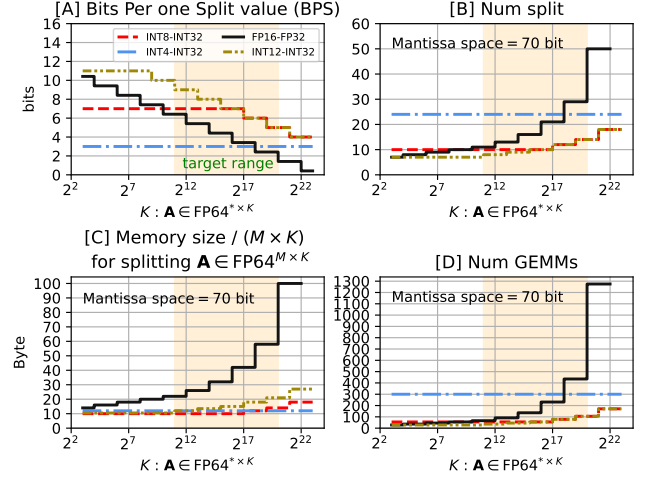 [A] Bits Per one Split value (BPS)
INT8-INT32
INT4-INT32
FP16-FP32
INT12-INT32
bits
16
14
12
10
8
6
4
2
0
target range
2^2 2^7 2^12 2^17 2^22
K : A ∈ FP64^{* × K}
[B] Num split
Mantissa space = 70 bit
60
50
40
30
20
10
0
2^2 2^7 2^12 2^17 2^22
K : A ∈ FP64^{* × K}
[C] Memory size / (M × K)
for splitting A ∈ FP64^{M × K}
Mantissa space = 70 bit
Byte
100
90
80
70
60
50
40
30
20
10
0
2^2 2^7 2^12 2^17 2^22
K : A ∈ FP64^{* × K}
[D] Num GEMMs
Mantissa space = 70 bit
1300
1200
1100
1000
900
800
700
600
500
400
300
200
100
0
2^2 2^7 2^12 2^17 2^22
K : A ∈ FP64^{* × K}